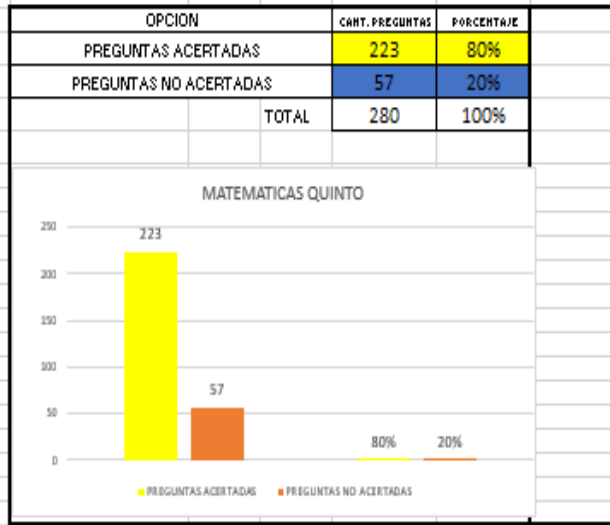 OPCION CANT. PREGUNTAS PORCENTAJE
PREGUNTAS ACERTADAS 223 80%
PREGUNTAS NO ACERTADAS 57 20%
TOTAL 280 100%
MATEMATICAS QUINTO
250
223
200
150
100
57
50
80% 20%
0
PREGUNTAS ACERTADAS PREGUNTAS NO ACERTADAS